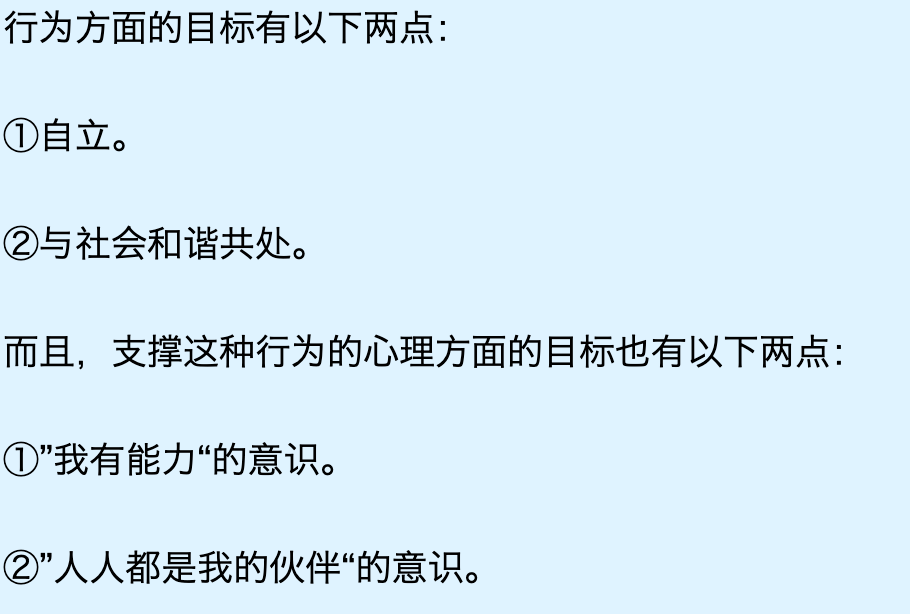 行为方面的目标有以下两点：
①自立。
②与社会和谐共处。
而且，支撑这种行为的心理方面的目标也有以下两点：
①”我有能力“的意识。
②”人人都是我的伙伴“的意识。